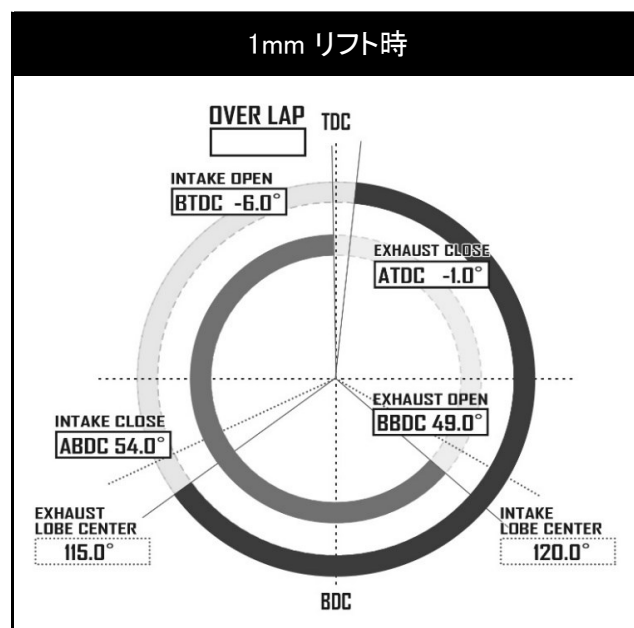 1mm リフト時
OVER LAP
TDC
INTAKE OPEN
BTDC -6.0°
EXHAUST CLOSE
ATDC -1.0°
EXHAUST OPEN
BBDC 49.0°
INTAKE CLOSE
ABDC 54.0°
EXHAUST
LOBE CENTER
115.0°
INTAKE
LOBE CENTER
120.0°
BDC